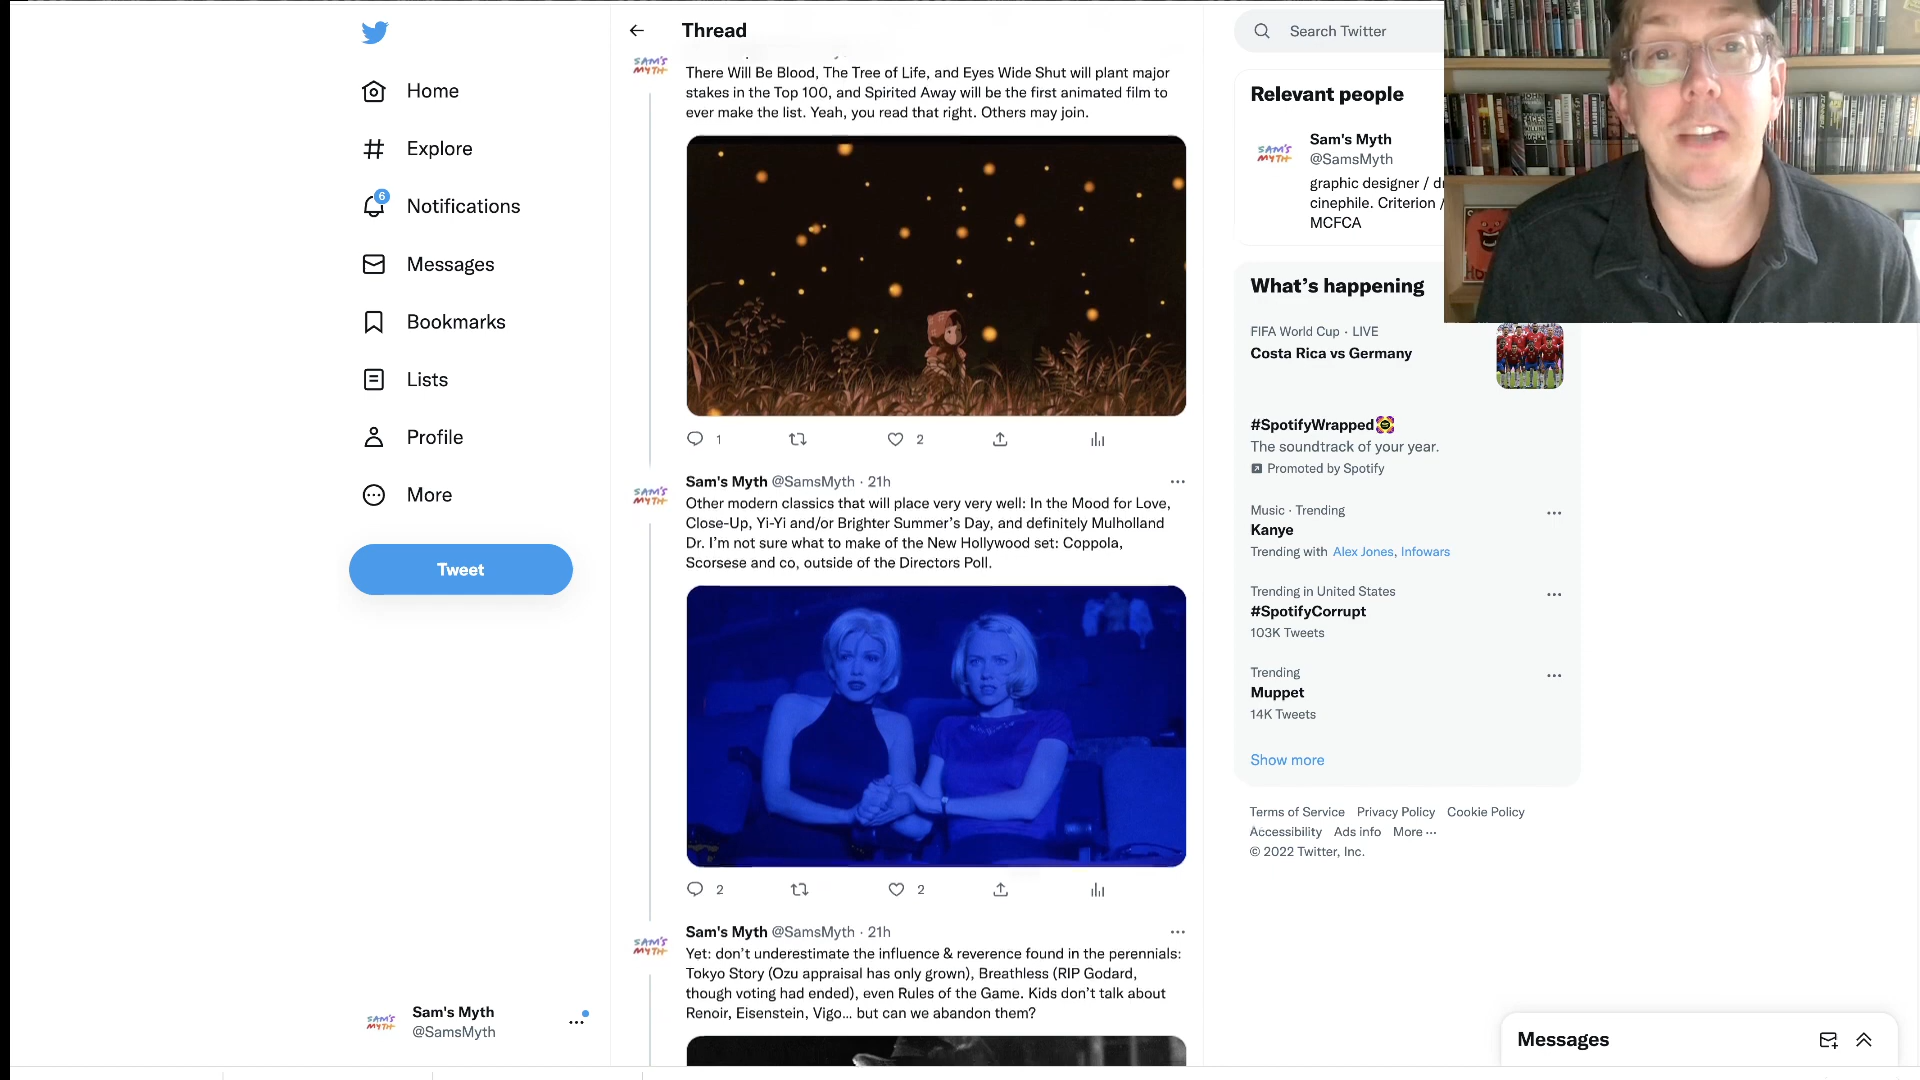 Home
Explore
6
Notifications
Messages
Bookmarks
Lists
Profile
More
Tweet
Sam's Myth
@SamsMyth
Thread
SAM'S
MYTH
There Will Be Blood, The Tree of Life, and Eyes Wide Shut will plant major
stakes in the Top 100, and Spirited Away will be the first animated film to
ever make the list. Yeah, you read that right. Others may join.
1
2
SAM'S
MYTH
Sam's Myth @SamsMyth · 21h
Other modern classics that will place very very well: In the Mood for Love,
Close-Up, Yi-Yi and/or Brighter Summer's Day, and definitely Mulholland
Dr. I'm not sure what to make of the New Hollywood set: Coppola,
Scorsese and co, outside of the Directors Poll.
2
2
SAM'S
MYTH
Sam's Myth @SamsMyth · 21h
Yet: don't underestimate the influence & reverence found in the perennials:
Tokyo Story (Ozu appraisal has only grown), Breathless (RIP Godard,
though voting had ended), even Rules of the Game. Kids don't talk about
Renoir, Eisenstein, Vigo... but can we abandon them?
SAM'S
MYTH
Search Twitter
Relevant people
SAM'S
MYTH
Sam's Myth
@SamsMyth
graphic designer /
cinephile. Criterion /
MCFCA
What's happening
FIFA World Cup · LIVE
Costa Rica vs Germany
#SpotifyWrapped
The soundtrack of your year.
Promoted by Spotify
Music · Trending
Kanye
Trending with Alex Jones, Infowars
Trending in United States
#SpotifyCorrupt
103K Tweets
Trending
Muppet
14K Tweets
Show more
Terms of Service Privacy Policy Cookie Policy
Accessibility Ads info More ...
© 2022 Twitter, Inc.
Messages